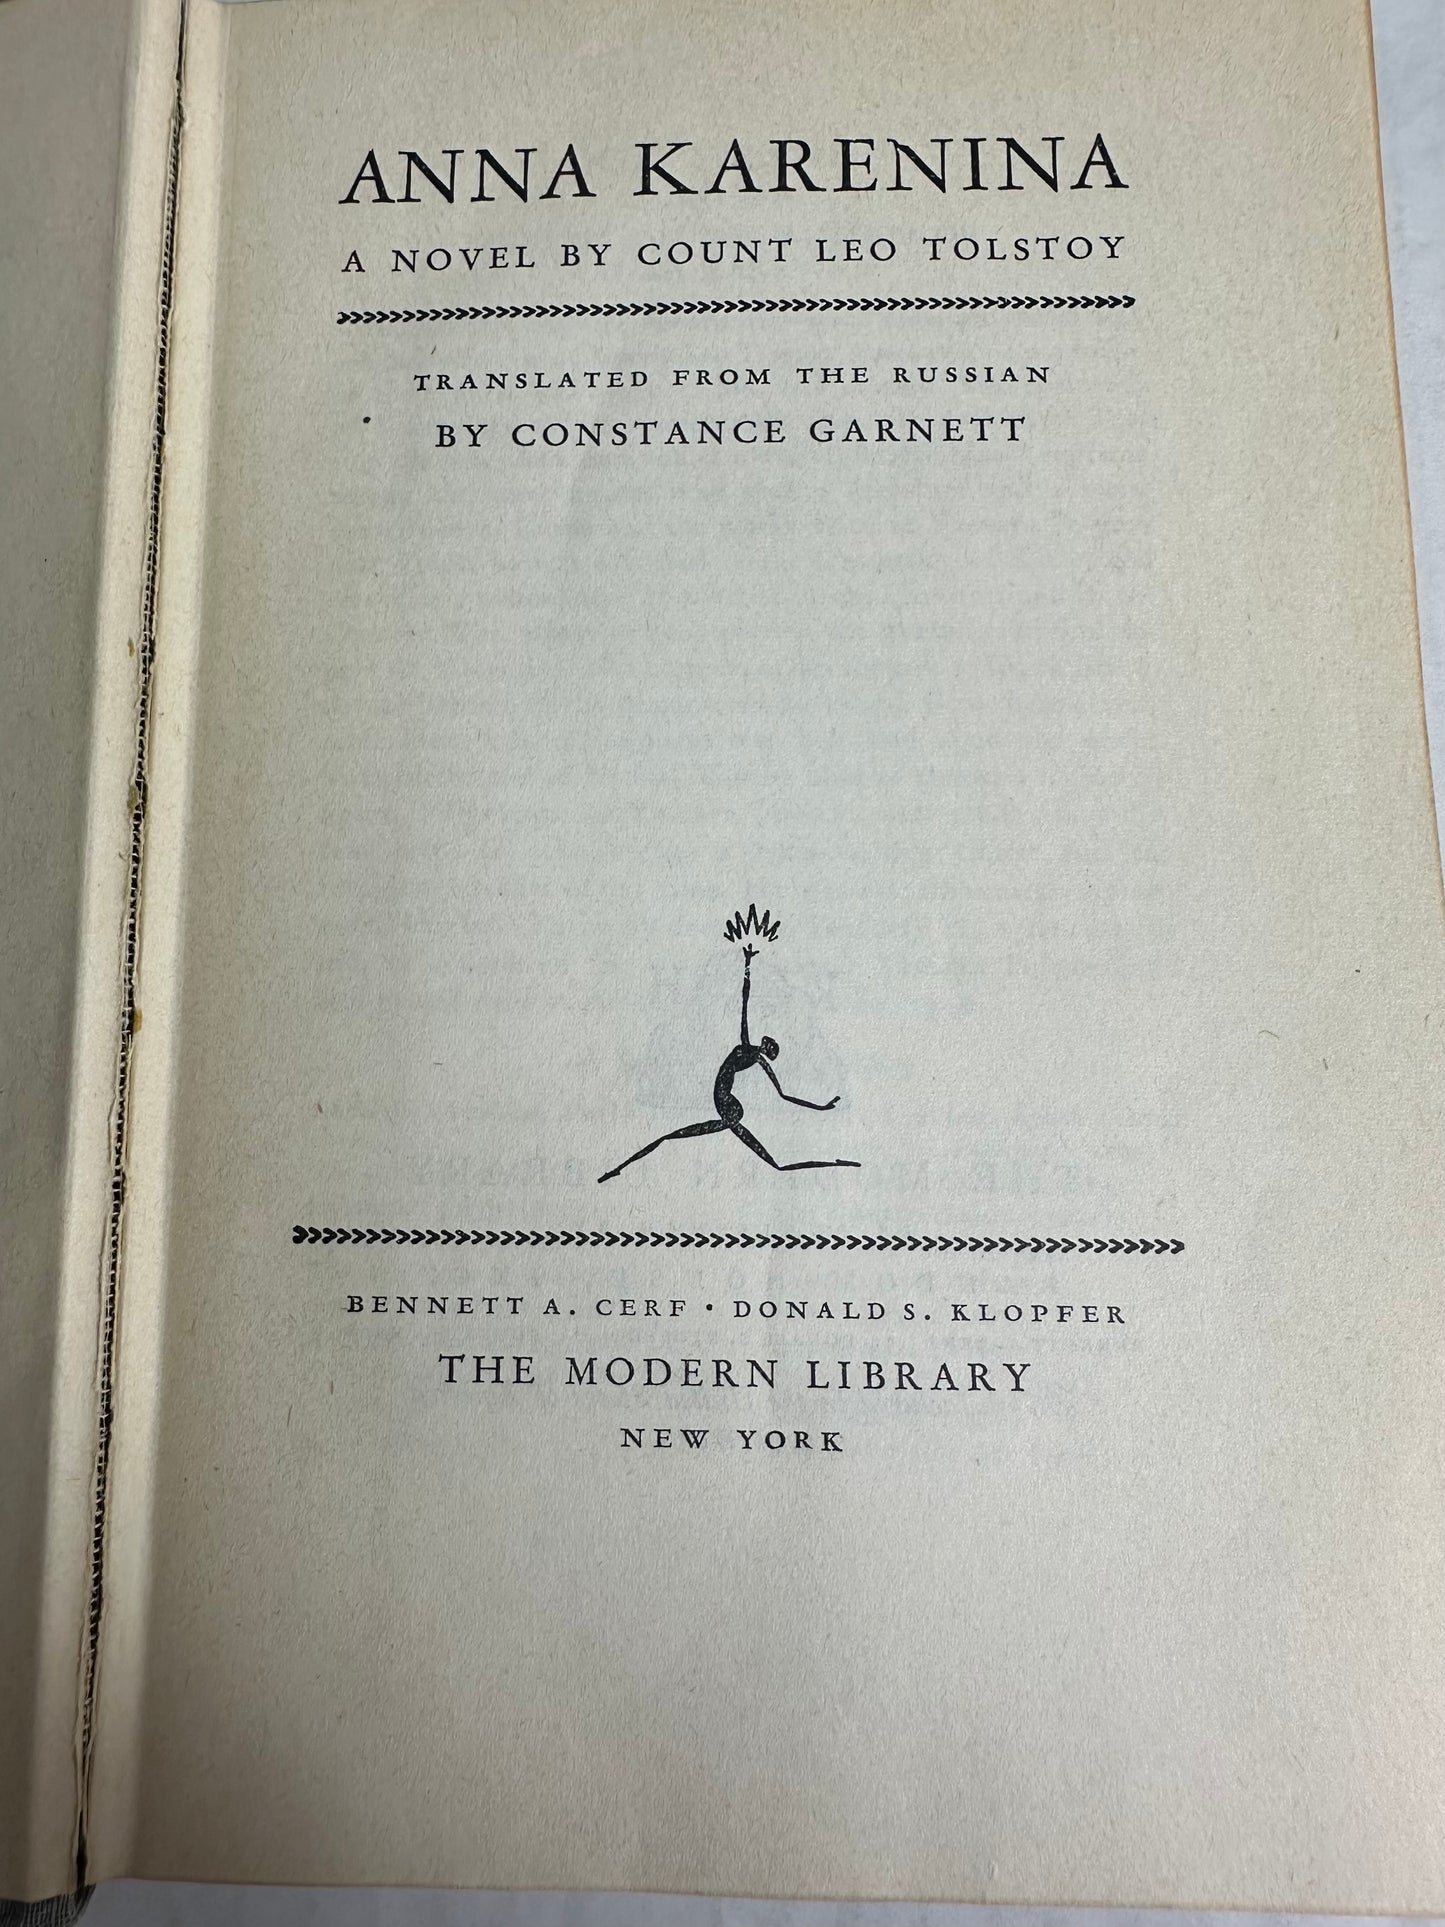 ANNA KARENINA
A NOVEL BY COUNT LEO TOLSTOY
TRANSLATED FROM THE RUSSIAN
BY CONSTANCE GARNETT
BENNETT A. CERF · DONALD S. KLOPFER
THE MODERN LIBRARY
NEW YORK